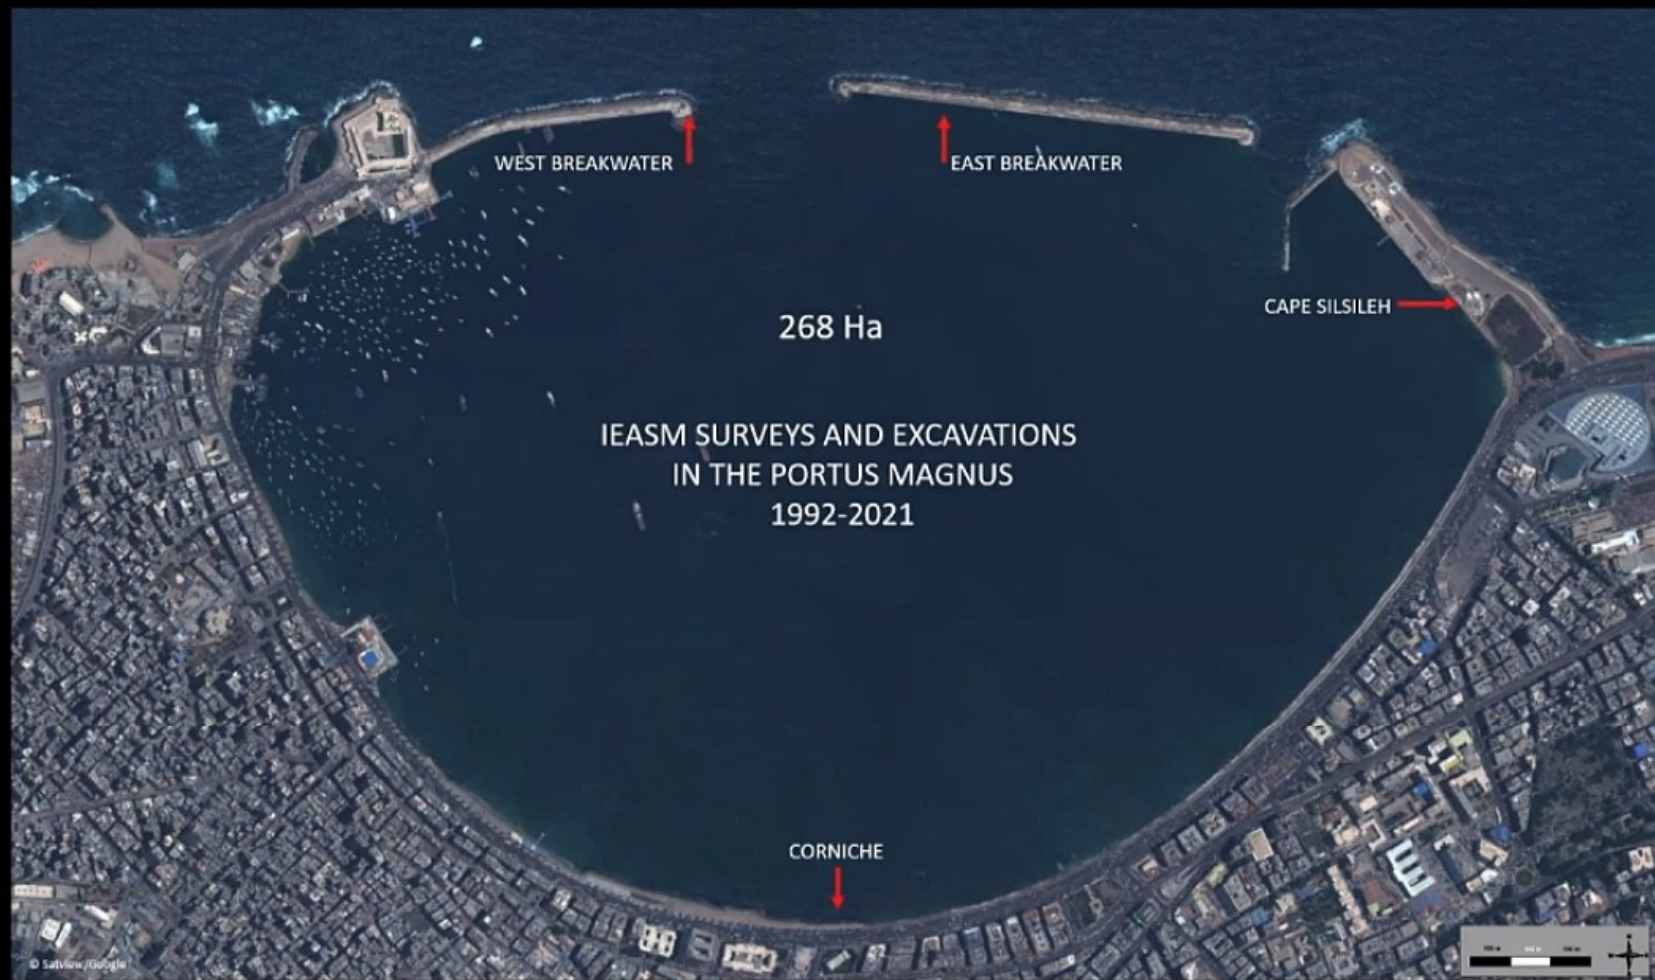 WEST BREAKWATER
EAST BREAKWATER
CAPE SILSILEH
268 Ha
IEASM SURVEYS AND EXCAVATIONS
IN THE PORTUS MAGNUS
1992-2021
CORNICHE
© Satview/Google